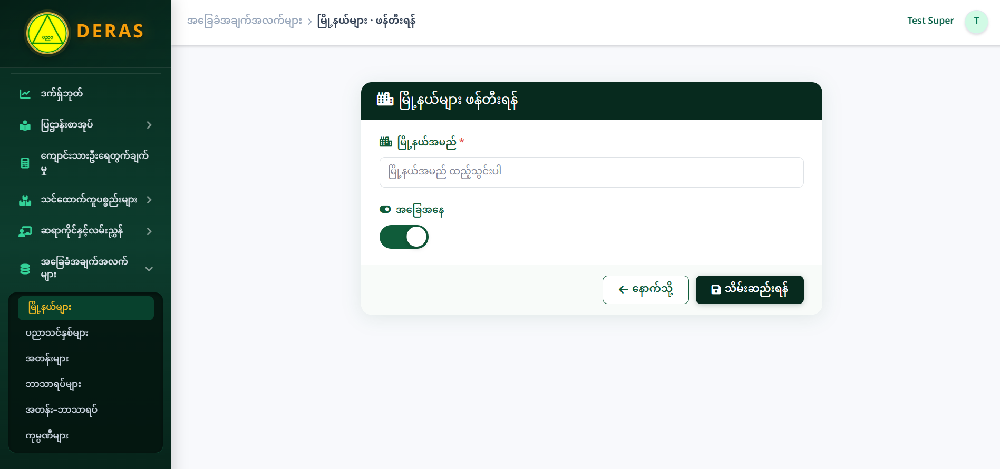 ပညာ
DERAS
အခြေခံအချက်အလက်များ › မြို့နယ်များ · ဖန်တီးရန်
Test Super
T
ဒက်ရှ်ဘုတ်
ပြဋ္ဌာန်းစာအုပ်
ကျောင်းသားဦးရေတွက်ချက်
မှု
သင်ထောက်ကူပစ္စည်းများ
ဆရာကိုင်နှင့်လမ်းညွှန်
အခြေခံအချက်အလက်
များ
မြို့နယ်များ
ပညာသင်နှစ်များ
အတန်းများ
ဘာသာရပ်များ
အတန်း–ဘာသာရပ်
ကုမ္ပဏီများ
မြို့နယ်များ ဖန်တီးရန်
မြို့နယ်အမည် *
မြို့နယ်အမည် ထည့်သွင်းပါ
အခြေအနေ
နောက်သို့
သိမ်းဆည်းရန်